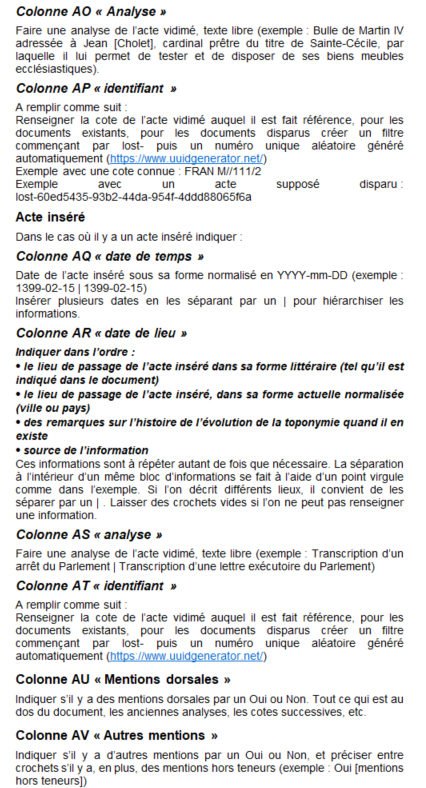 Colonne AO « Analyse »
Faire une analyse de l'acte vidimé, texte libre (exemple : Bulle de Martin IV
adressée à Jean [Cholet], cardinal prêtre du titre de Sainte-Cécile, par
laquelle il lui permet de tester et de disposer de ses biens meubles
ecclésiastiques).
Colonne AP « identifiant »
A remplir comme suit :
Renseigner la cote de l'acte vidimé auquel il est fait référence, pour les
documents existants, pour les documents disparus créer un filtre
commençant par lost- puis un numéro unique aléatoire généré
automatiquement (https://www.uuidgenerator.net/)
Exemple avec une cote connue : FRAN M//111/2
Exemple avec un acte supposé disparu :
lost-60ed5435-93b2-44da-954f-4ddd88065f6a
Acte inséré
Dans le cas où il y a un acte inséré indiquer :
Colonne AQ « date de temps »
Date de l'acte inséré sous sa forme normalisé en YYYY-mm-DD (exemple :
1399-02-15 | 1399-02-15)
Insérer plusieurs dates en les séparant par un | pour hiérarchiser les
informations.
Colonne AR « date de lieu »
Indiquer dans l'ordre :
• le lieu de passage de l'acte inséré dans sa forme littéraire (tel qu'il est
indiqué dans le document)
• le lieu de passage de l'acte inséré, dans sa forme actuelle normalisée
(ville ou pays)
• des remarques sur l'histoire de l'évolution de la toponymie quand il en
existe
• source de l'information
Ces informations sont à répéter autant de fois que nécessaire. La séparation
à l'intérieur d'un même bloc d'informations se fait à l'aide d'un point virgule
comme dans l'exemple. Si l'on décrit différents lieux, il convient de les
séparer par un | . Laisser des crochets vides si l'on ne peut pas renseigner
une information.
Colonne AS « analyse »
Faire une analyse de l'acte vidimé, texte libre (exemple : Transcription d'un
arrêt du Parlement | Transcription d'une lettre exécutoire du Parlement)
Colonne AT « identifiant »
A remplir comme suit :
Renseigner la cote de l'acte vidimé auquel il est fait référence, pour les
documents existants, pour les documents disparus créer un filtre
commençant par lost- puis un numéro unique aléatoire généré
automatiquement (https://www.uuidgenerator.net/)
Colonne AU « Mentions dorsales »
Indiquer s'il y a des mentions dorsales par un Oui ou Non. Tout ce qui est au
dos du document, les anciennes analyses, les cotes successives, etc.
Colonne AV « Autres mentions »
Indiquer s'il y a d'autres mentions par un Oui ou Non, et préciser entre
crochets s'il y a, en plus, des mentions hors teneurs (exemple : Oui [mentions
hors teneurs])